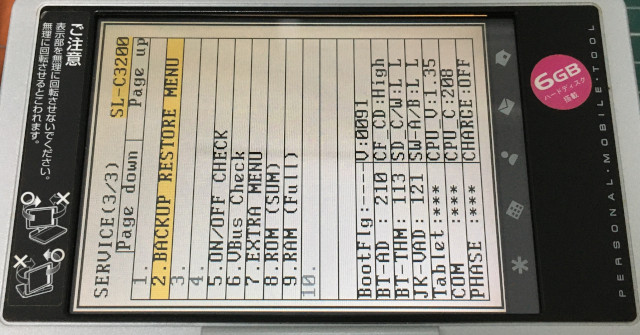 ご注意
表示部を無理に回転させないでください。
無理に回転させるとこわれます。
SERVICE(3/3) SL-C3200
Page down Page up
1.
2.BACKUP RESTORE MENU
3.
4.
5.ON/OFF CHECK
6.VBus Check
7.EXTRA MENU
8.ROM (SUM)
9.RAM (Full)
10.
BootFlg:----V:0091
BT-AD : 210 CF_CD:High
BT-THM: 113 SD C/W:L L
JK-VAD: 121 SW-A/B:L L
Tablet:*** CPU_V:1.35
COM :*** CPU_C:208
PHASE :*** CHARGE:OFF
6GB
ハードディスク
搭載
PERSONAL・MOBILE・TOOL